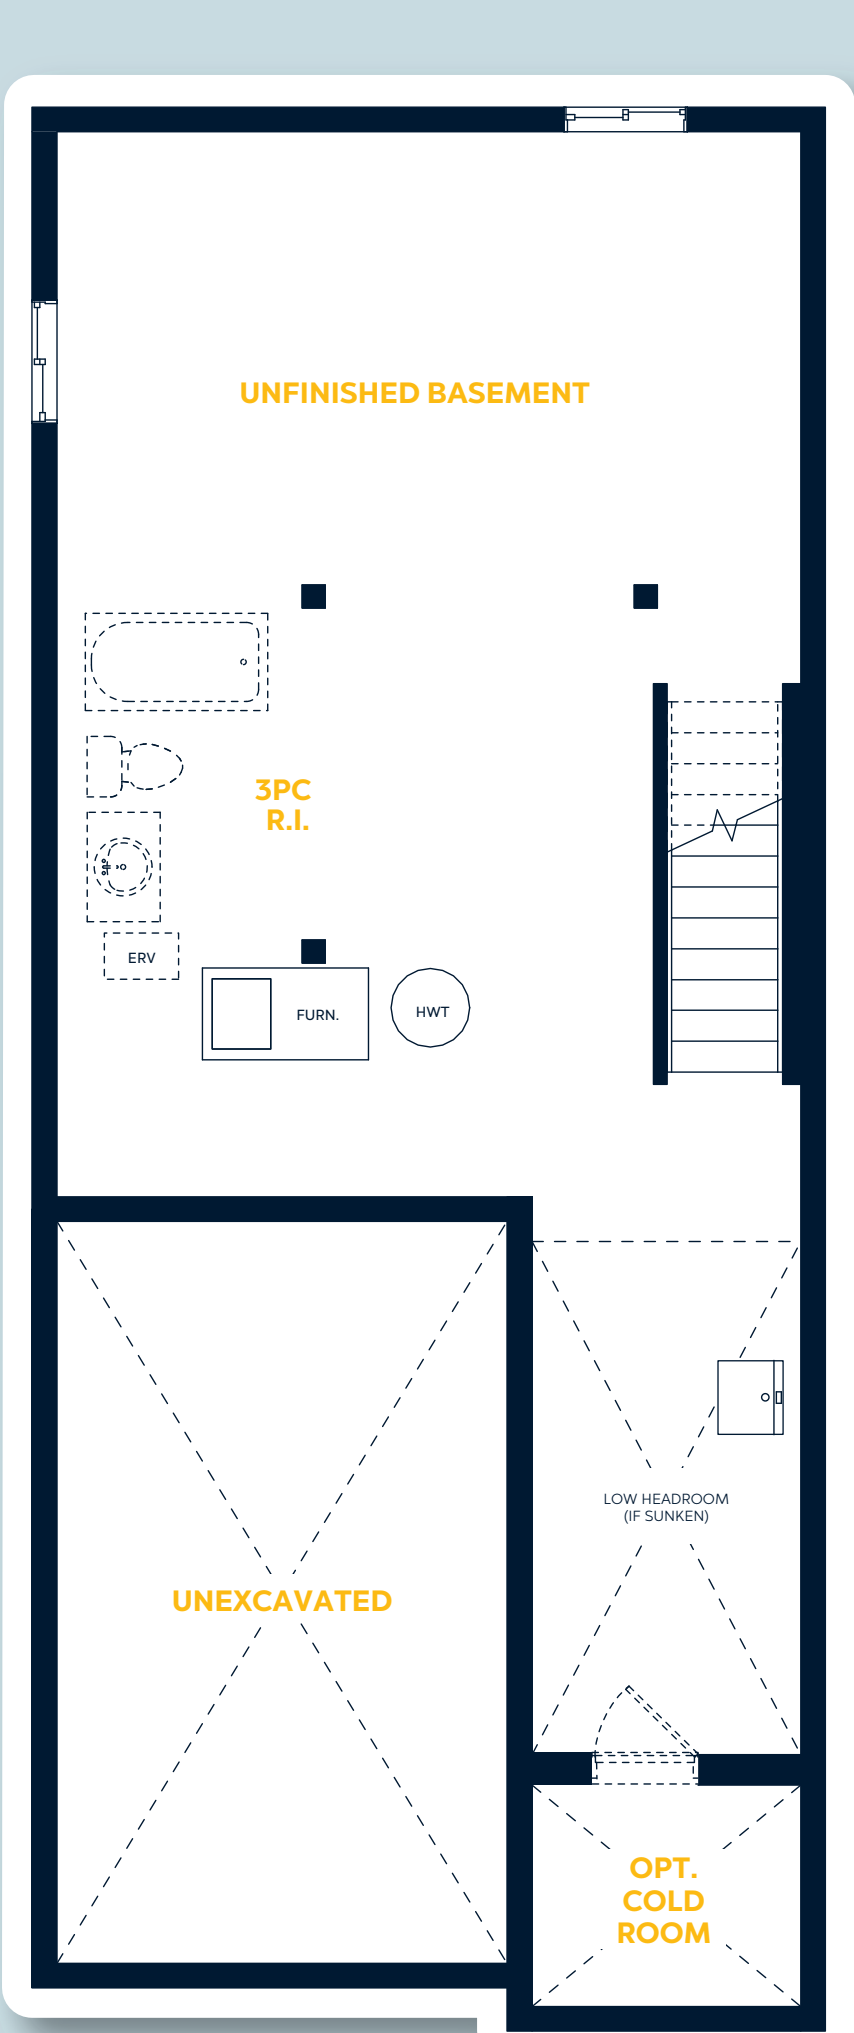 UNFINISHED BASEMENT
3PC
R.I.
ERV
FURN.
HWT
LOW HEADROOM
(IF SUNKEN)
UNEXCAVATED
OPT.
COLD
ROOM